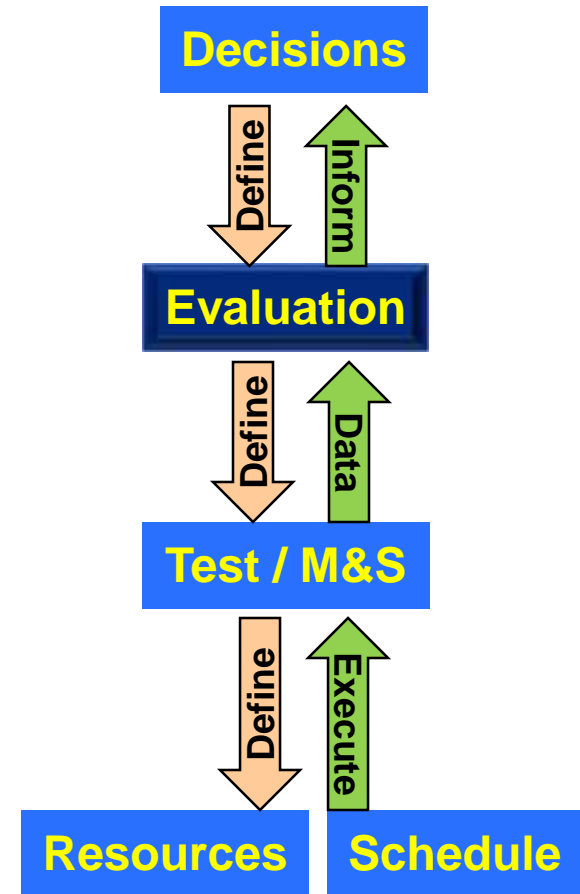 Decisions
Define
Inform
Evaluation
Define
Data
Test / M&S
Define
Execute
Resources
Schedule